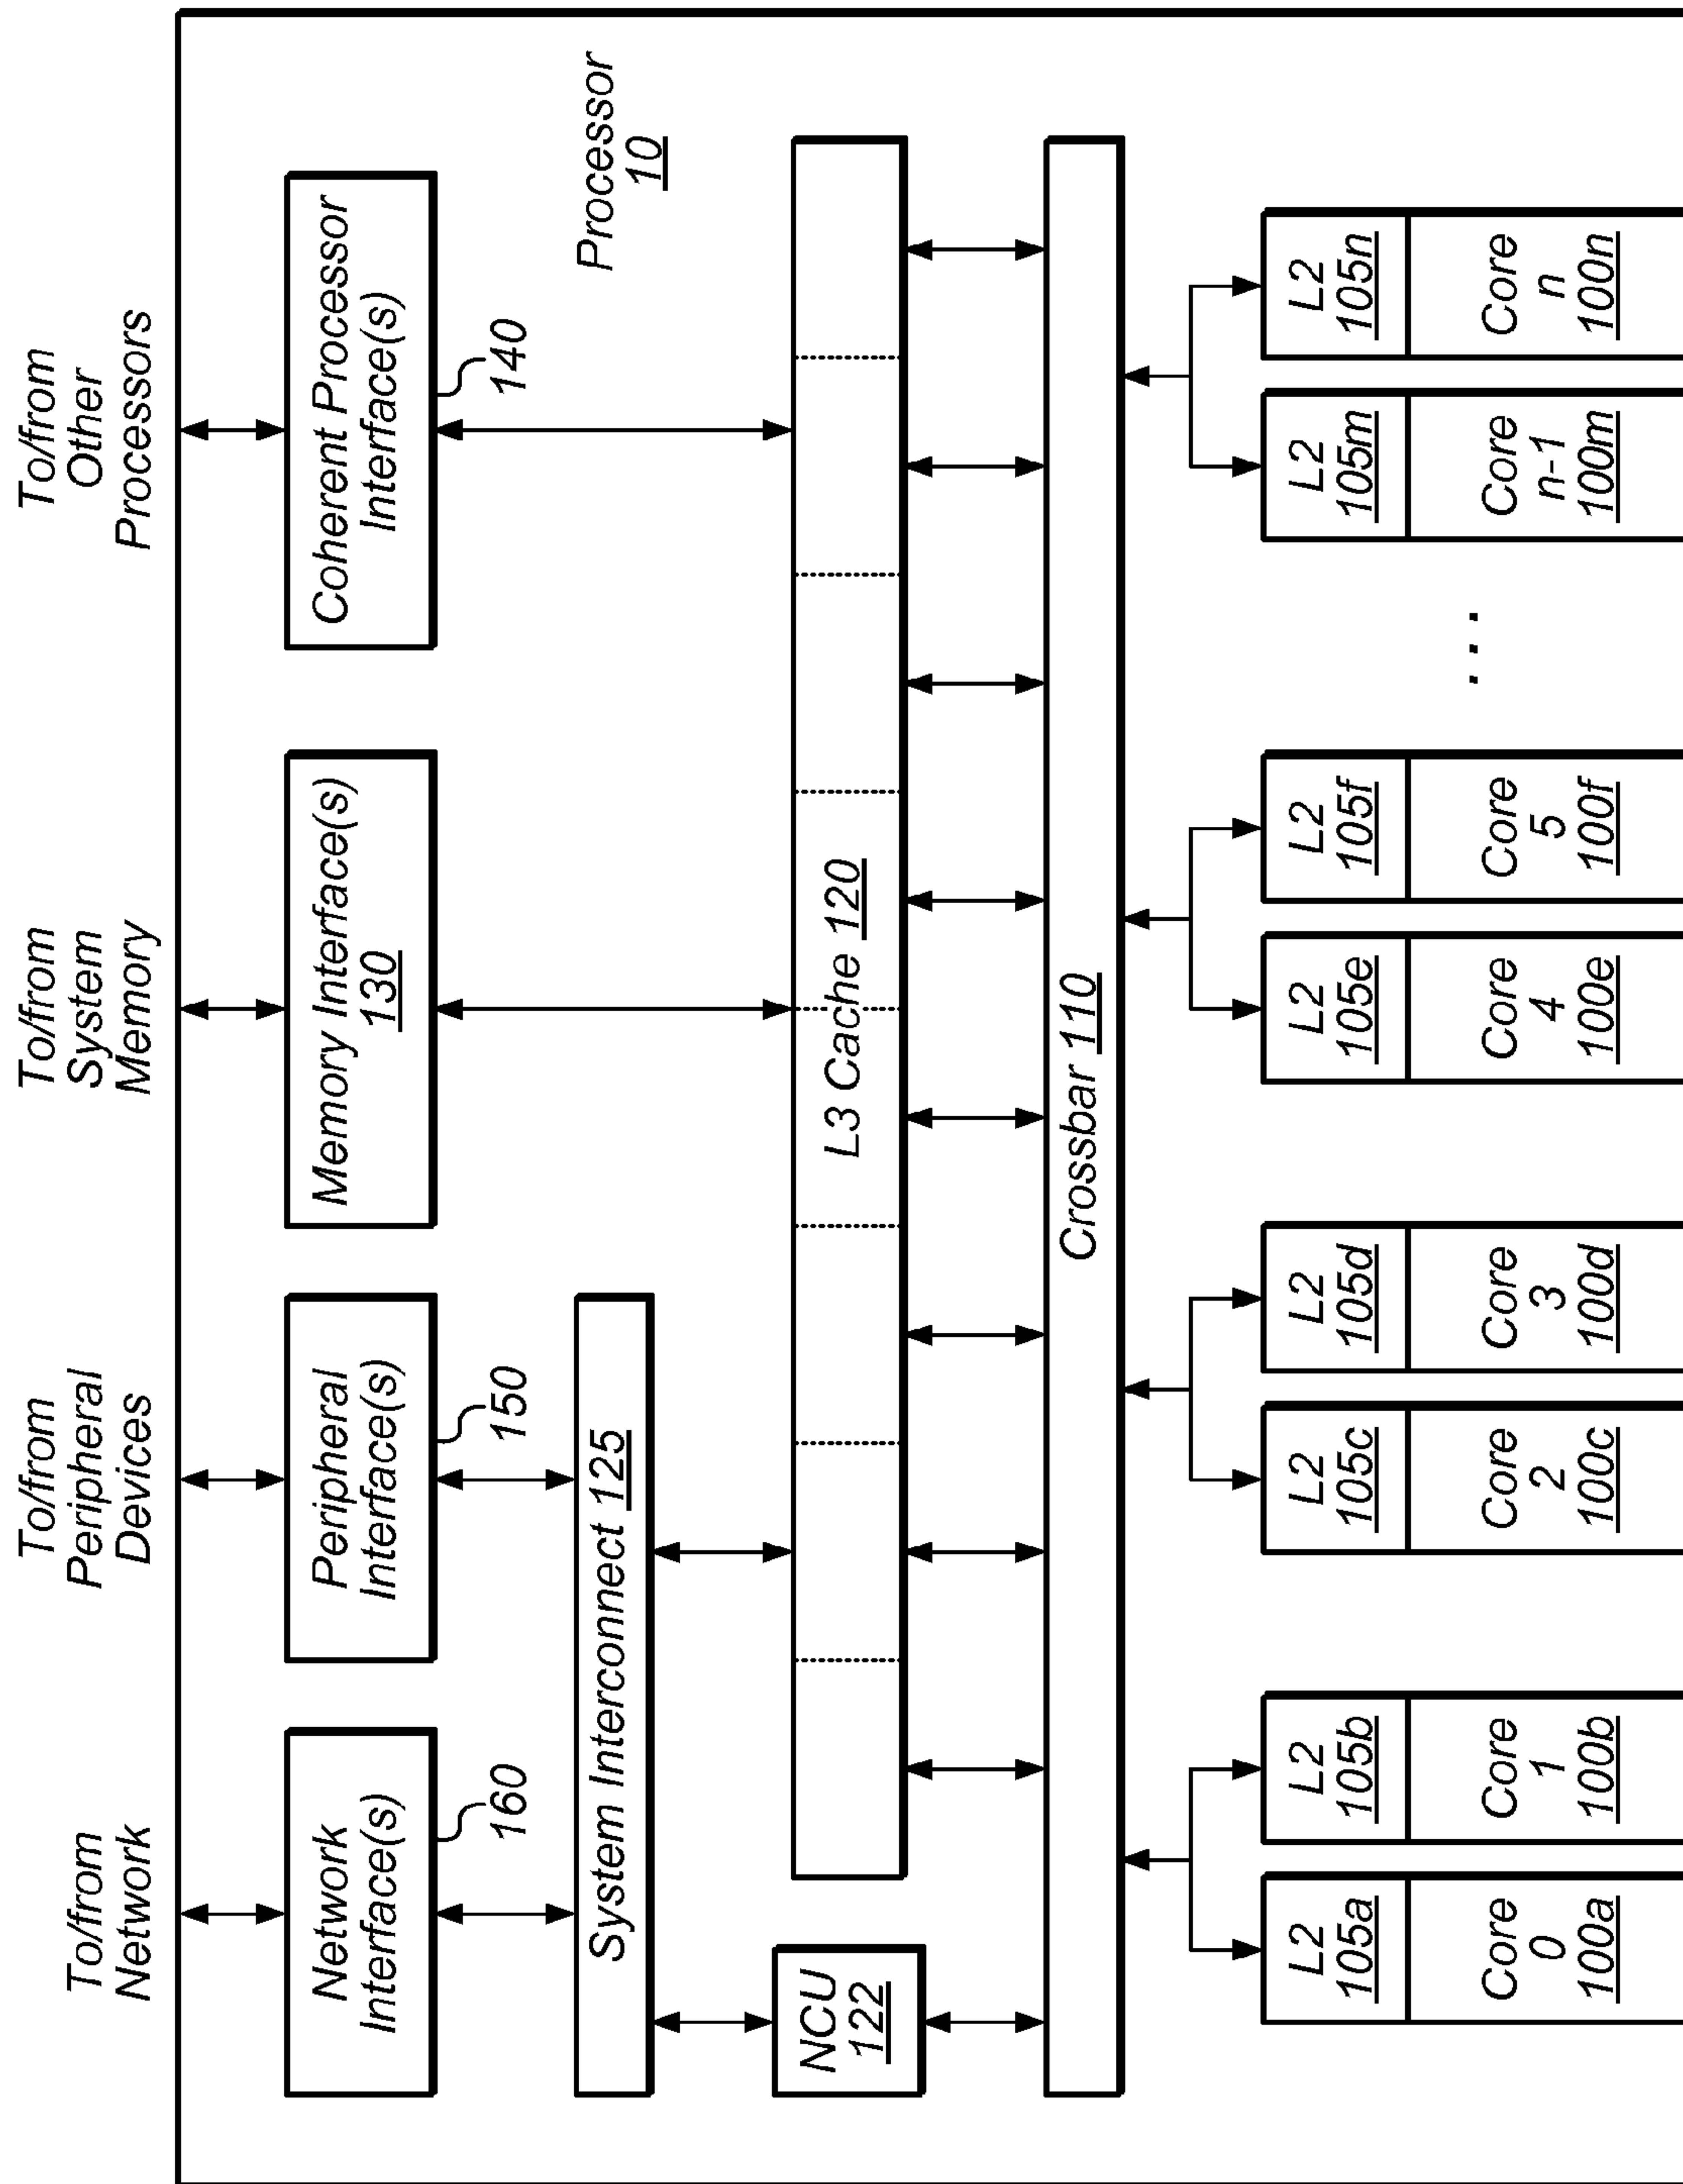 To/from
Network
To/from
Peripheral
Devices
To/from
System
Memory
To/from
Other
Processors
Network
Interface(s)
160
Peripheral
Interface(s)
150
Memory Interface(s)
130
Coherent Processor
Interface(s)
140
System Interconnect 125
Processor
10
NCU
122
L3 Cache 120
Crossbar 110
L2
105a
L2
105b
L2
105c
L2
105d
L2
105e
L2
105f
L2
105m
L2
105n
Core
0
100a
Core
1
100b
Core
2
100c
Core
3
100d
Core
4
100e
Core
5
100f
...
Core
n-1
100m
Core
n
100n